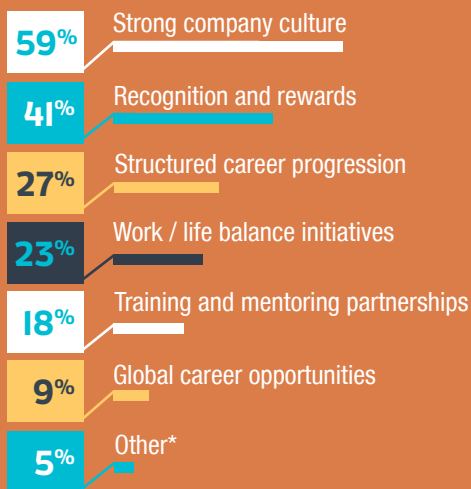 59% Strong company culture
41% Recognition and rewards
27% Structured career progression
23% Work / life balance initiatives
18% Training and mentoring partnerships
9% Global career opportunities
5% Other*